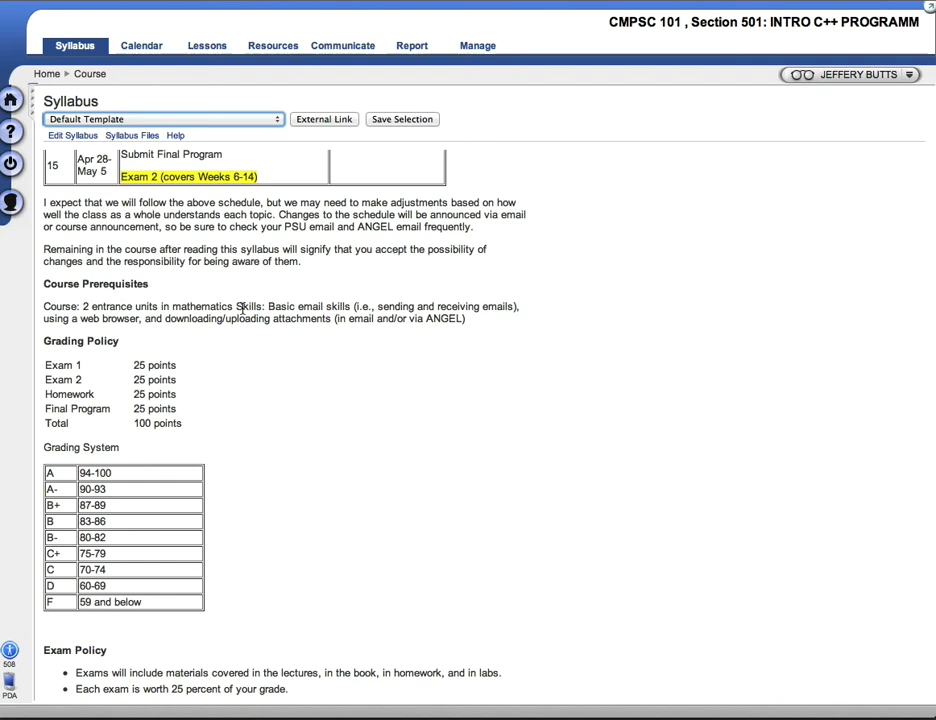 CMPSC 101 , Section 501: INTRO C++ PROGRAMM
Syllabus Calendar Lessons Resources Communicate Report Manage
Home Course
JEFFERY BUTTS
Syllabus
Default Template External Link Save Selection
Edit Syllabus Syllabus Files Help
15 Apr 28-
May 5
Submit Final Program
Exam 2 (covers Weeks 6-14)
I expect that we will follow the above schedule, but we may need to make adjustments based on how
well the class as a whole understands each topic. Changes to the schedule will be announced via email
or course announcement, so be sure to check your PSU email and ANGEL email frequently.
Remaining in the course after reading this syllabus will signify that you accept the possibility of
changes and the responsibility for being aware of them.
Course Prerequisites
Course: 2 entrance units in mathematics Skills: Basic email skills (i.e., sending and receiving emails),
using a web browser, and downloading/uploading attachments (in email and/or via ANGEL)
Grading Policy
Exam 1 25 points
Exam 2 25 points
Homework 25 points
Final Program 25 points
Total 100 points
Grading System
A 94-100
A- 90-93
B+ 87-89
B 83-86
B- 80-82
C+ 75-79
C 70-74
D 60-69
F 59 and below
Exam Policy
• Exams will include materials covered in the lectures, in the book, in homework, and in labs.
• Each exam is worth 25 percent of your grade.
?
508
PDA